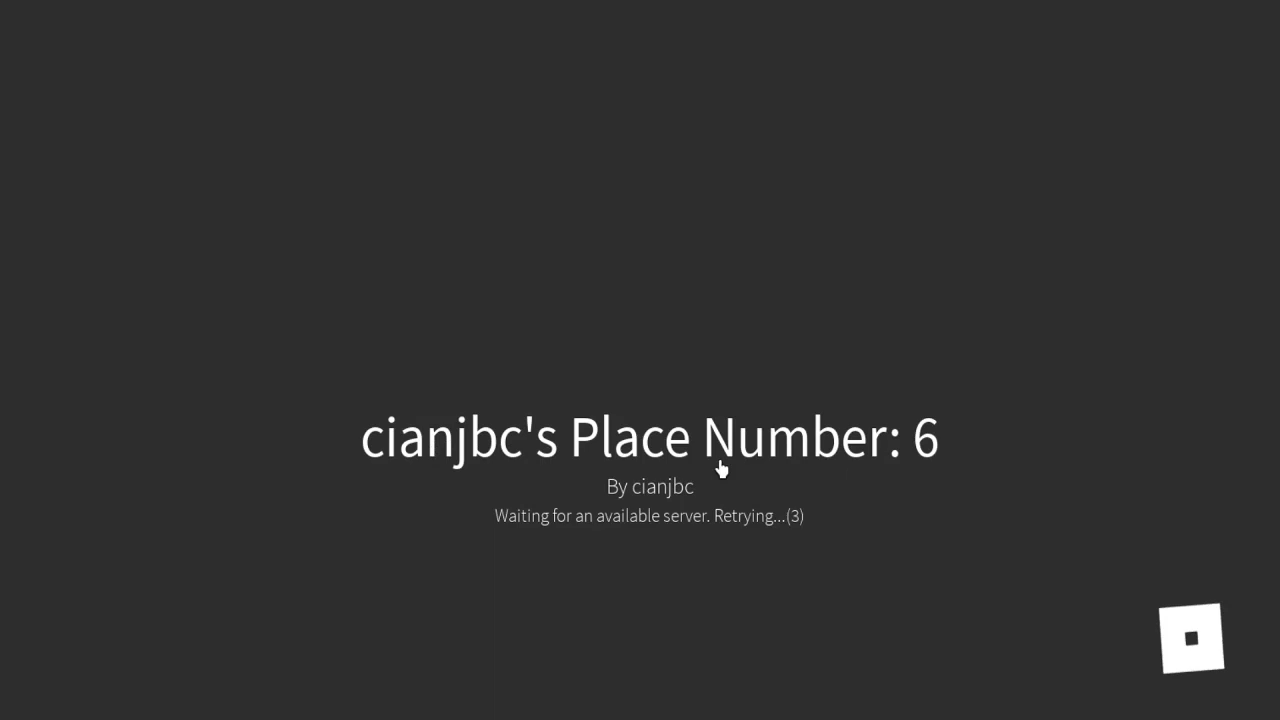 cianjbc's Place Number: 6
By cianjbc
Waiting for an available server. Retrying...(3)